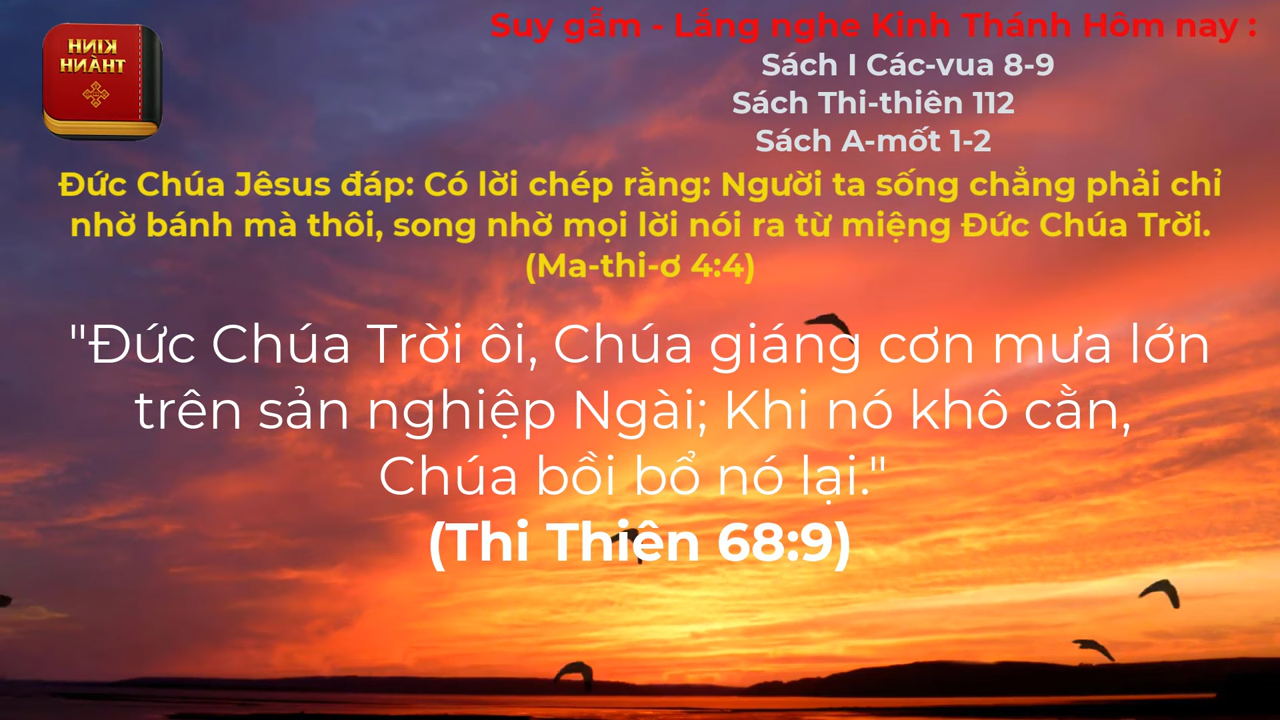 Suy gẫm - Lắng nghe Kinh Thánh Hôm nay :
KINH
THÁNH
Sách I Các-vua 8-9
Sách Thi-thiên 112
Sách A-mốt 1-2
Đức Chúa Jêsus đáp: Có lời chép rằng: Người ta sống chẳng phải chỉ
nhờ bánh mà thôi, song nhờ mọi lời nói ra từ miệng Đức Chúa Trời.
(Ma-thi-ơ 4:4)
"Đức Chúa Trời ôi, Chúa giáng cơn mưa lớn
trên sản nghiệp Ngài; Khi nó khô cằn,
Chúa bồi bổ nó lại."
(Thi Thiên 68:9)